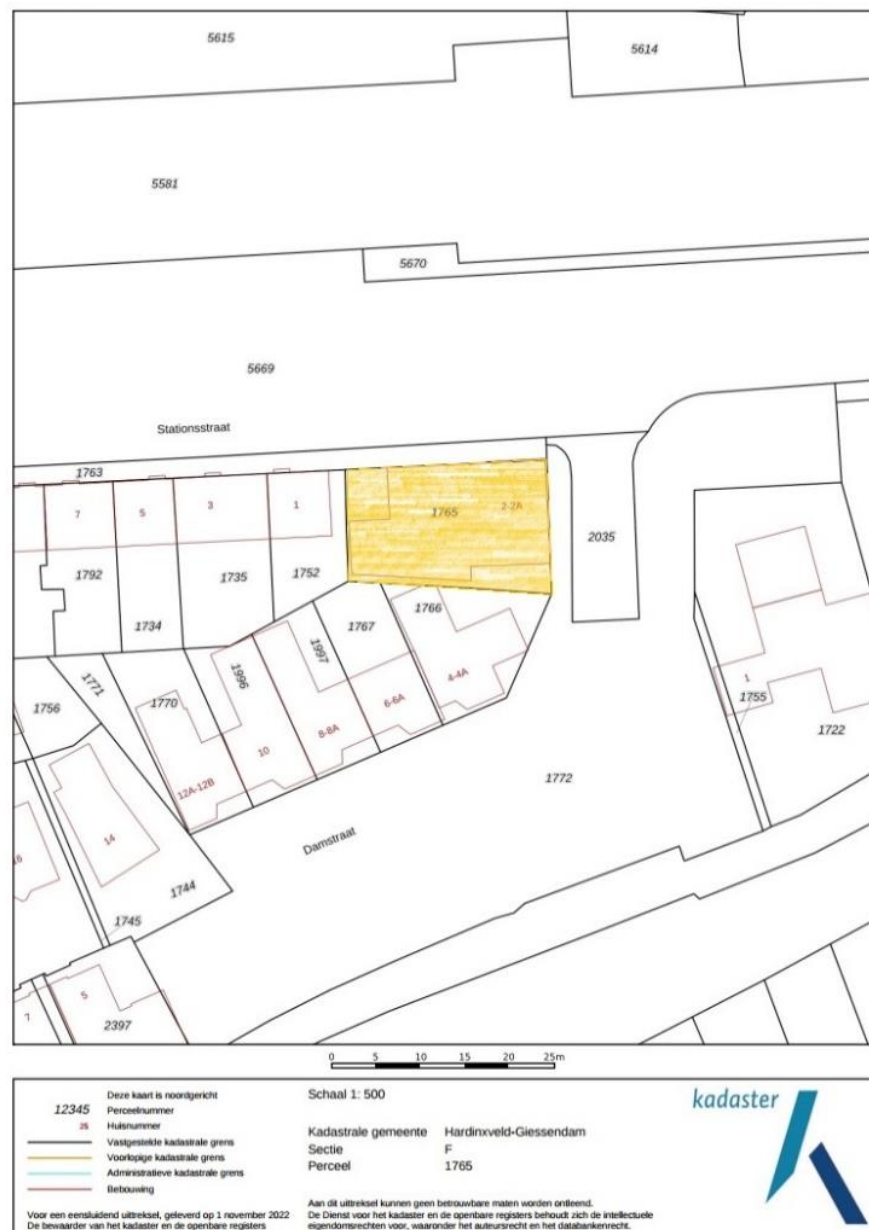 5615
5614
5581
5670
5669
Stationsstraat
1763
7
5
3
1
1765
2-2A
2035
1792
1735
1752
1734
1767
1766
1997
1996
1771
1770
1756
4-4A
6-6A
8-8A
10
12A-12B
1
1755
1722
1772
Damstraat
14
16
1744
1745
5
7
2397
0 5 10 15 20 25m
Deze kaart is noordgericht
12345 Perceelnummer
25 Huisnummer
Vastgestelde kadastrale grens
Voorlopige kadastrale grens
Administratieve kadastrale grens
Bebouwing
Voor een eensluidend uittreksel, geleverd op 1 november 2022
De bewaarder van het kadaster en de openbare registers
Schaal 1: 500
Kadastrale gemeente Hardinxveld-Giessendam
Sectie F
Perceel 1765
Aan dit uittreksel kunnen geen betrouwbare maten worden ontleend.
De Dienst voor het kadaster en de openbare registers behoudt zich de intellectuele
eigendomsrechten voor, waaronder het auteursrecht en het databankenrecht.
kadaster